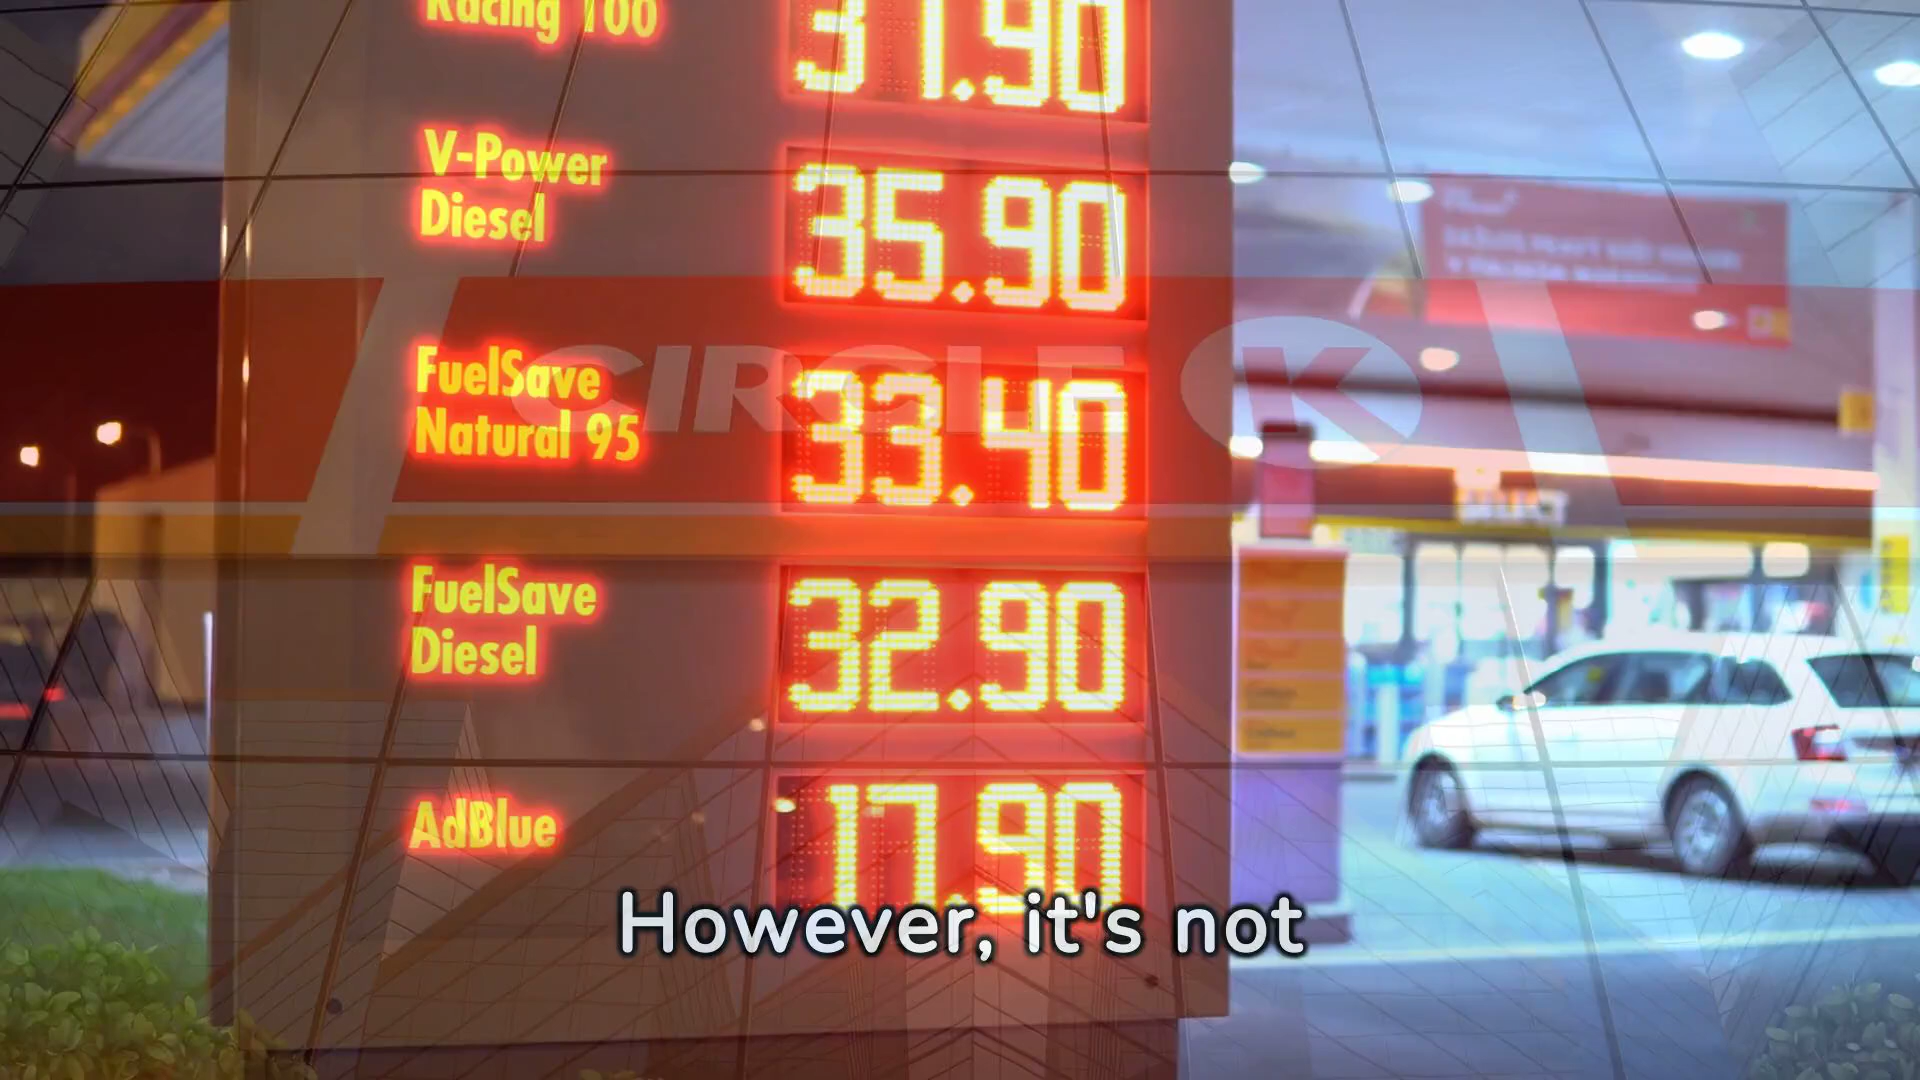 Racing 100
31.90
V-Power
Diesel
35.90
FuelSave
Natural 95
33.40
CIRCLE K
FuelSave
Diesel
32.90
AdBlue
17.90
However, it's not